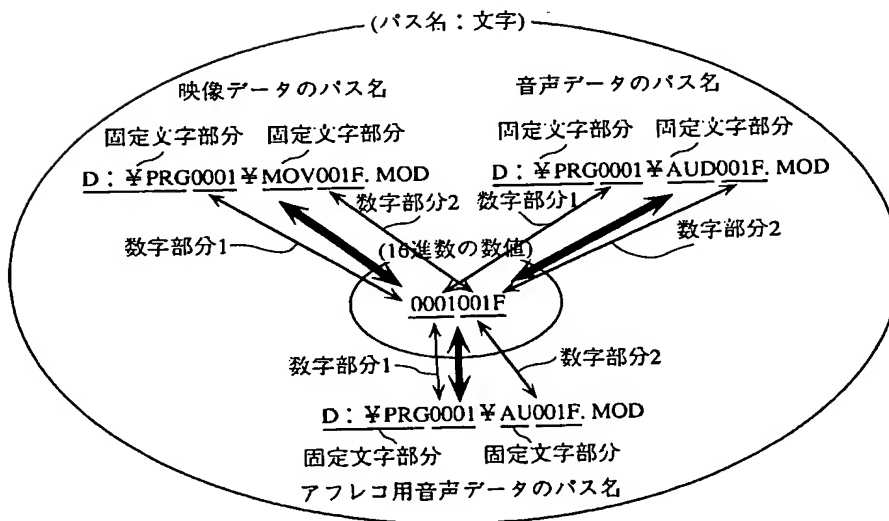 (パス名：文字)
映像データのパス名
音声データのパス名
固定文字部分 固定文字部分
固定文字部分 固定文字部分
D：¥PRG0001¥MOV001F. MOD
D：¥PRG0001¥AUD001F. MOD
数字部分2 数字部分1
数字部分1
数字部分2
(16進数の数値)
0001001F
数字部分1
数字部分2
D：¥PRG0001¥AU001F. MOD
固定文字部分 固定文字部分
アフレコ用音声データのパス名